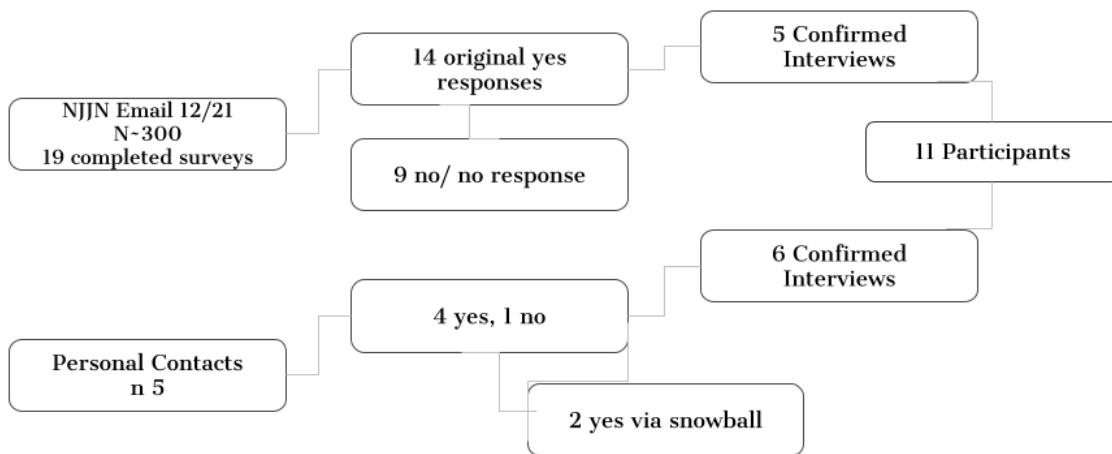 NJJN Email 12/21
N~300
19 completed surveys
14 original yes
responses
9 no/ no response
5 Confirmed
Interviews
11 Participants
Personal Contacts
n 5
4 yes, 1 no
2 yes via snowball
6 Confirmed
Interviews